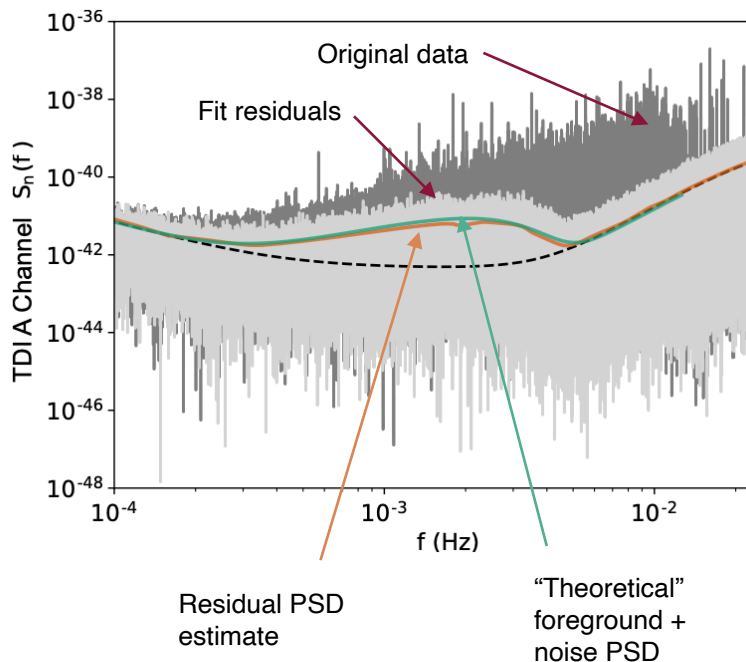 10^-36
Original data
10^-38
Fit residuals
10^-40
10^-42
10^-44
10^-46
10^-48
TDI A Channel S_n(f)
10^-4
10^-3
10^-2
f (Hz)
Residual PSD
estimate
“Theoretical”
foreground +
noise PSD